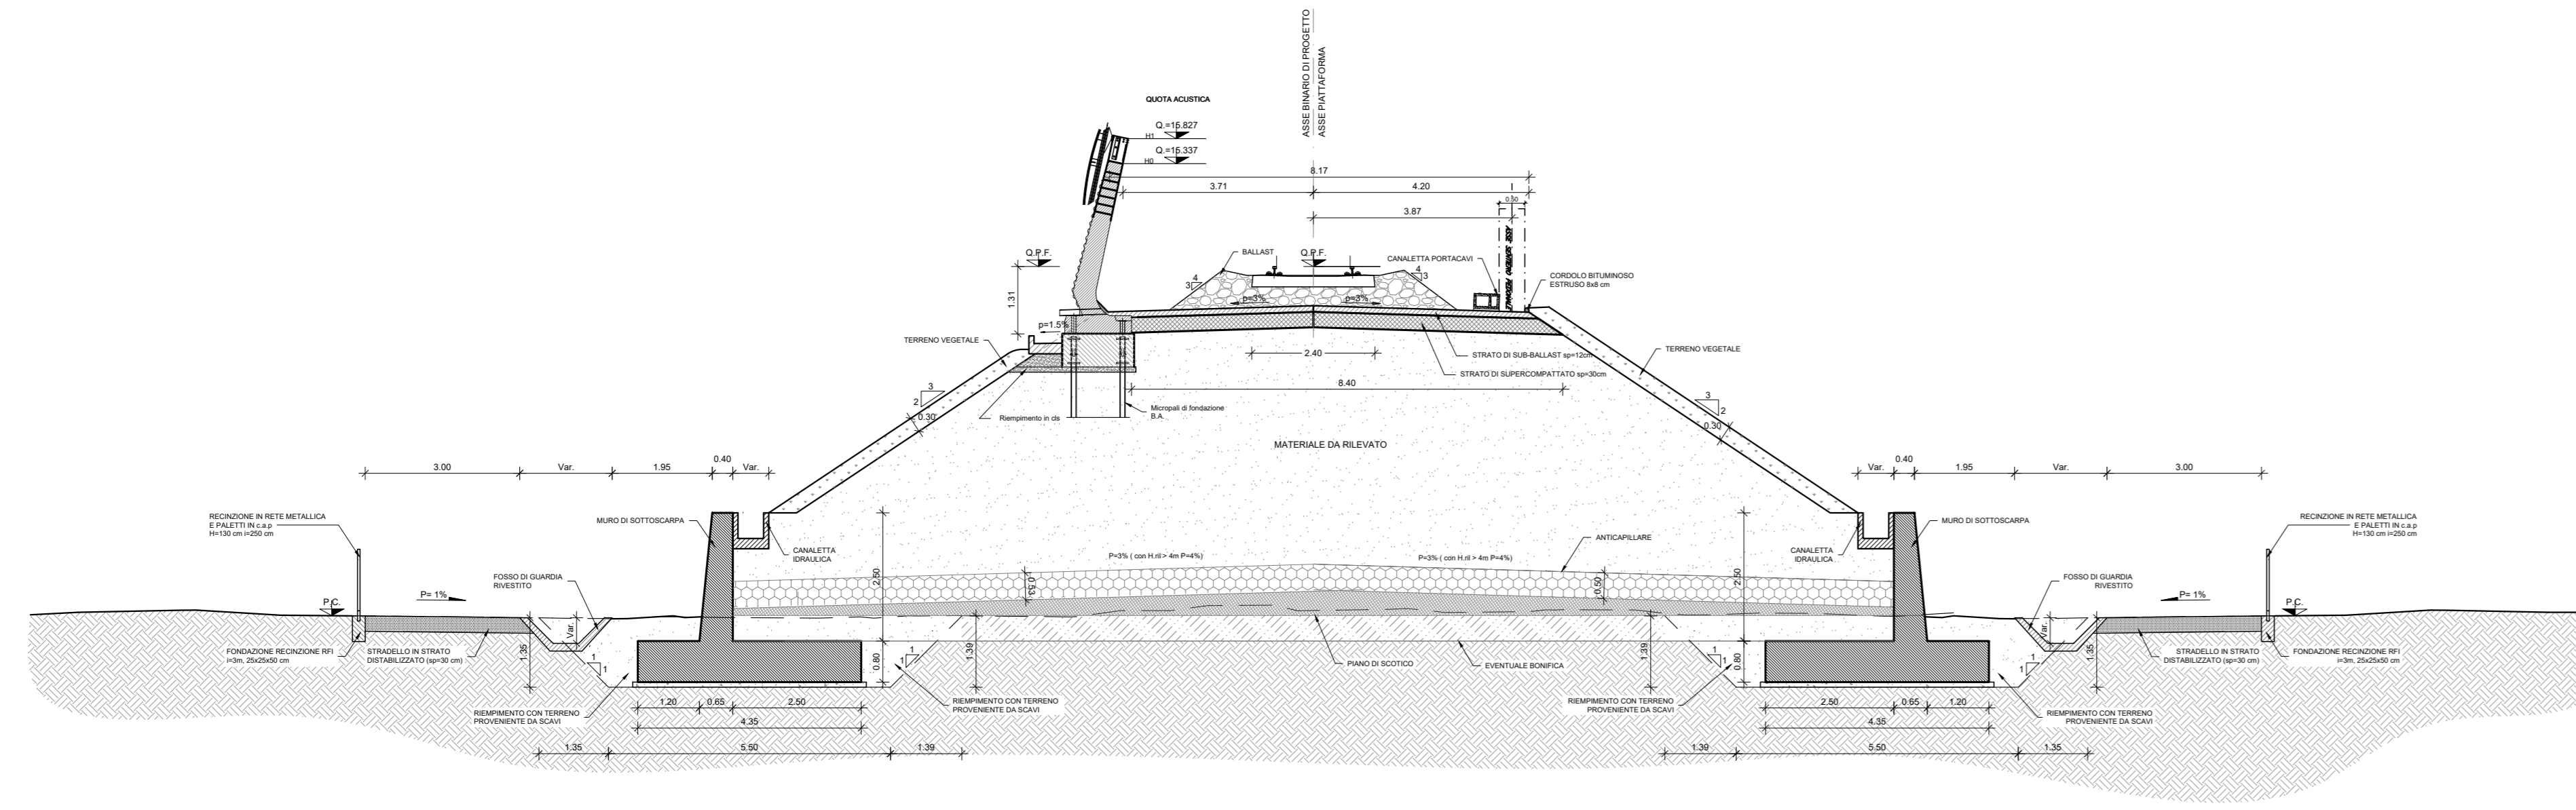 ASSE BINARIO DI PROGETTO
ASSE PIATTAFORMA
QUOTA ACUSTICA
Q.=15.827
H1
Q.=15.337
H0
8.17
3.71
4.20
0.50
3.87
Q.P.F.
BALLAST
Q.P.F.
CANALETTA PORTACAVI
CORDOLO BITUMINOSO
ESTRUSO 8x8 cm
4
3
4
3
1.31
p=3%
p=3%
p=1.5%
TERRENO VEGETALE
TERRENO VEGETALE
2.40
STRATO DI SUB-BALLAST sp=12cm
STRATO DI SUPERCOMPATTATO sp=30cm
8.40
3
2
0.30
3
2
0.30
Riempimento in cls
Micropali di fondazione
B.A.
MATERIALE DA RILEVATO
3.00
Var.
1.95
0.40
Var.
Var.
0.40
1.95
Var.
3.00
RECINZIONE IN RETE METALLICA
E PALETTI IN c.a.p
H=130 cm i=250 cm
MURO DI SOTTOSCARPA
CANALETTA
IDRAULICA
2.50
P=3% ( con H.ril > 4m P=4%)
P=3% ( con H.ril > 4m P=4%)
ANTICAPILLARE
CANALETTA
IDRAULICA
2.50
MURO DI SOTTOSCARPA
RECINZIONE IN RETE METALLICA
E PALETTI IN c.a.p
H=130 cm i=250 cm
0.53
0.50
FOSSO DI GUARDIA
RIVESTITO
FOSSO DI GUARDIA
RIVESTITO
P.C.
P= 1%
P= 1%
P.C.
Var.
Var.
FONDAZIONE RECINZIONE RFI
i=3m, 25x25x50 cm
STRADELLO IN STRATO
DISTABILIZZATO (sp=30 cm)
1.35
1
1
0.80
1
1
1.39
PIANO DI SCOTICO
EVENTUALE BONIFICA
1.39
1
1
0.80
1
1
1.35
STRADELLO IN STRATO
DISTABILIZZATO (sp=30 cm)
FONDAZIONE RECINZIONE RFI
i=3m, 25x25x50 cm
RIEMPIMENTO CON TERRENO
PROVENIENTE DA SCAVI
1.20
0.65
2.50
4.35
RIEMPIMENTO CON TERRENO
PROVENIENTE DA SCAVI
RIEMPIMENTO CON TERRENO
PROVENIENTE DA SCAVI
2.50
0.65
1.20
4.35
RIEMPIMENTO CON TERRENO
PROVENIENTE DA SCAVI
1.35
5.50
1.39
1.39
5.50
1.35